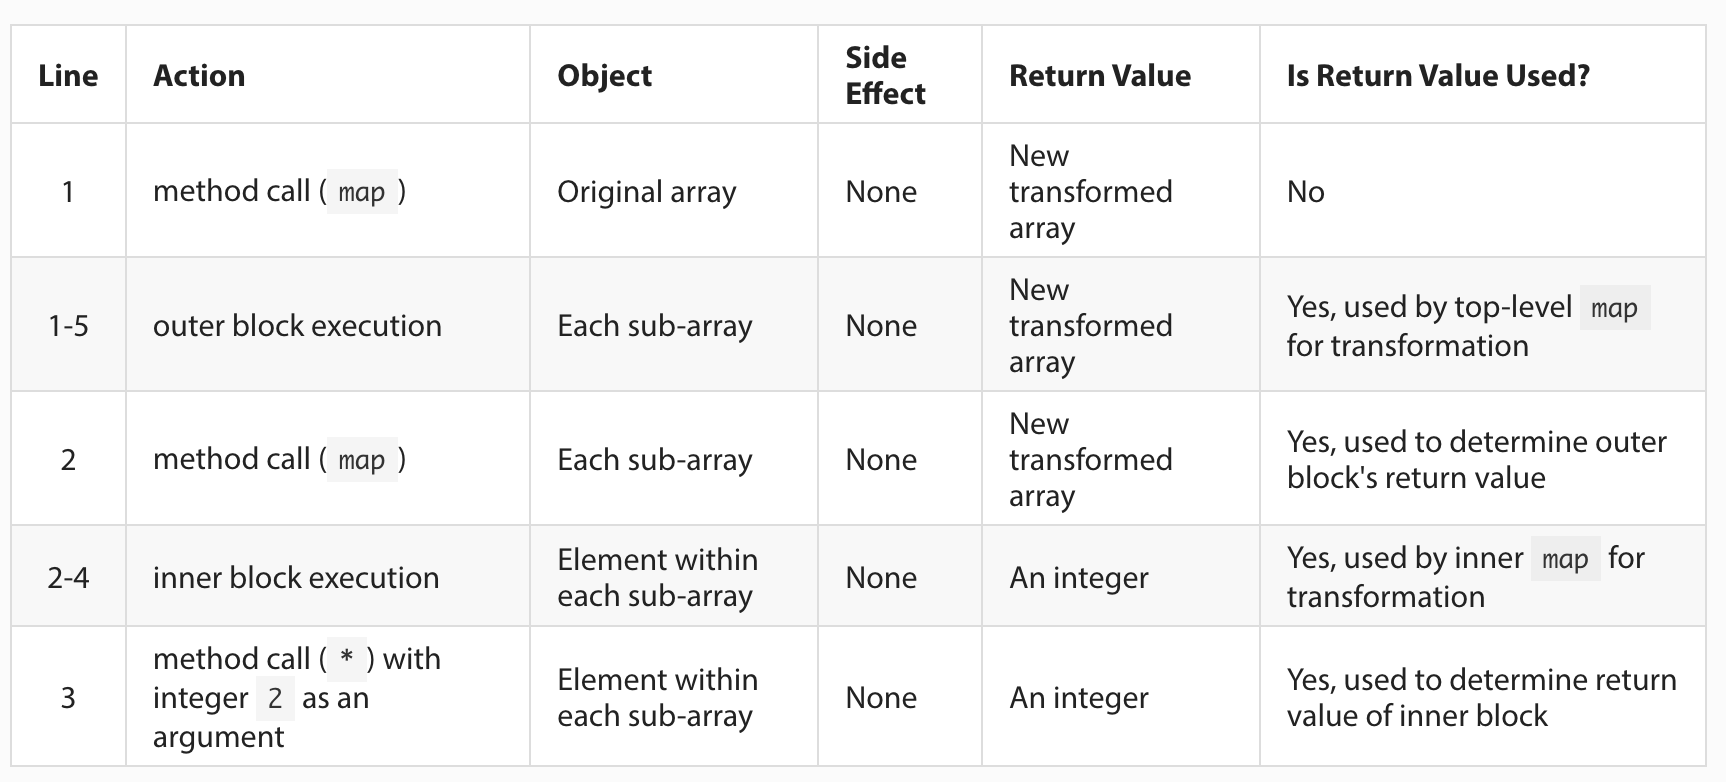 Line Action Object Side Effect Return Value Is Return Value Used?
1 method call ( map ) Original array None New transformed array No
1-5 outer block execution Each sub-array None New transformed array Yes, used by top-level map for transformation
2 method call ( map ) Each sub-array None New transformed array Yes, used to determine outer block's return value
2-4 inner block execution Element within each sub-array None An integer Yes, used by inner map for transformation
3 method call ( * ) with integer 2 as an argument Element within each sub-array None An integer Yes, used to determine return value of inner block